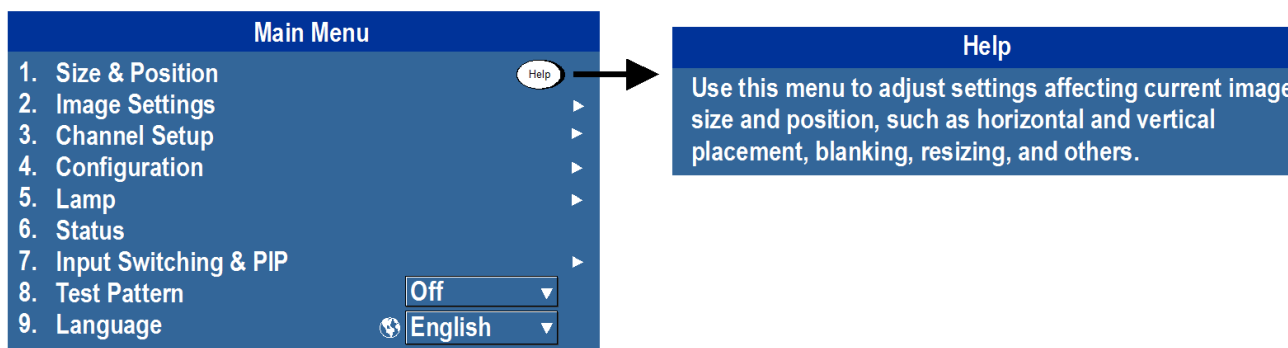 Main Menu
1. Size & Position
Help
2. Image Settings
3. Channel Setup
4. Configuration
5. Lamp
6. Status
7. Input Switching & PIP
8. Test Pattern Off
9. Language English
Help
Use this menu to adjust settings affecting current image
size and position, such as horizontal and vertical
placement, blanking, resizing, and others.